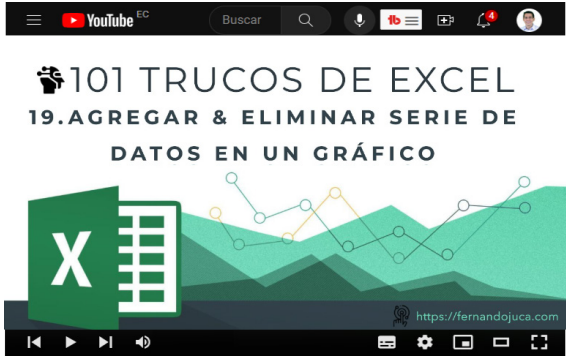 YouTube EC
Buscar
4
101 TRUCOS DE EXCEL
19.AGREGAR & ELIMINAR SERIE DE
DATOS EN UN GRÁFICO
X
https://fernandojuca.com